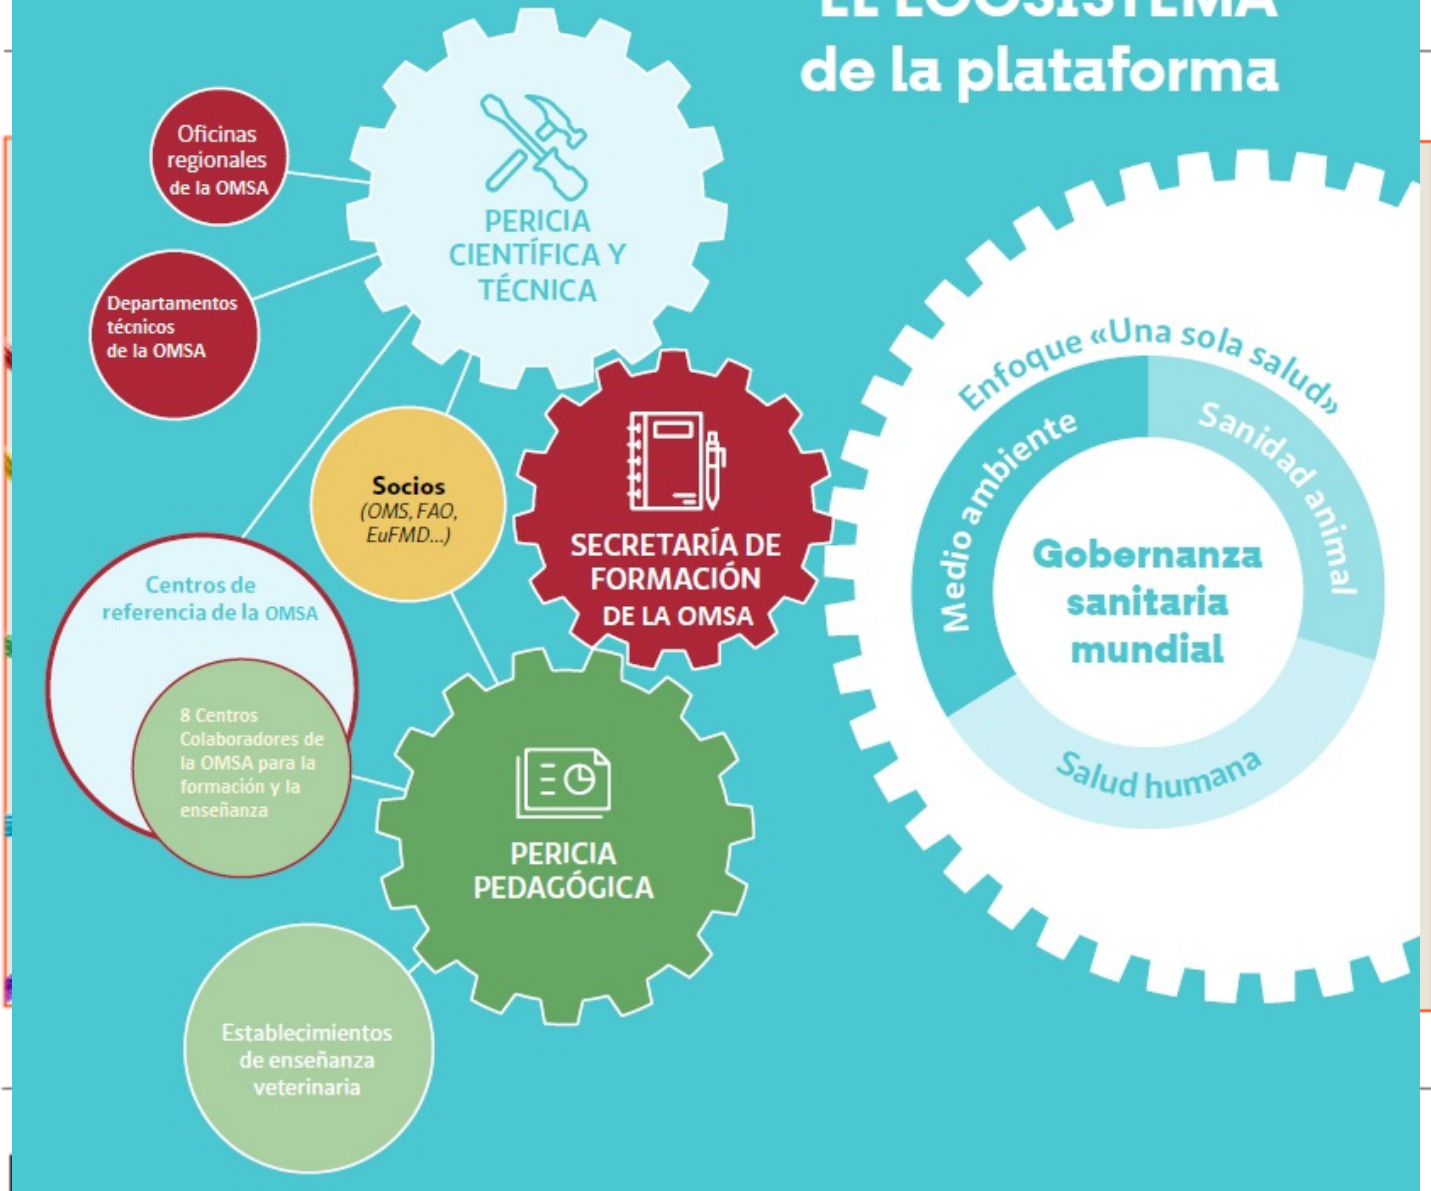 EL ECOSISTEMA
de la plataforma
Oficinas
regionales
de la OMSA
PERICIA
CIENTÍFICA Y
TÉCNICA
Departamentos
técnicos
de la OMSA
Socios
(OMS, FAO,
EuFMD...)
SECRETARÍA DE
FORMACIÓN
DE LA OMSA
Centros de
referencia de la OMSA
8 Centros
Colaboradores de
la OMSA para la
formación y la
enseñanza
PERICIA
PEDAGÓGICA
Establecimientos
de enseñanza
veterinaria
Enfoque «Una sola salud»
Medio ambiente
Sanidad animal
Gobernanza
sanitaria
mundial
Salud humana